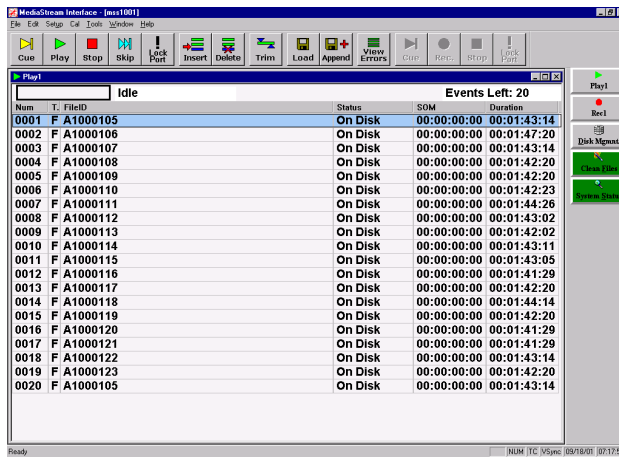 MediaStream Interface - [mss1001]
File Edit Setup Cal Tools Window Help
Cue Play Stop Skip Lock Port Insert Delete Trim Load Append View Errors Cue Rec. Stop Lock Port
Play1
Idle Events Left: 20
Num T. FileID Status SOM Duration
0001 F A1000105 On Disk 00:00:00:00 00:01:43:14
0002 F A1000106 On Disk 00:00:00:00 00:01:47:20
0003 F A1000107 On Disk 00:00:00:00 00:01:43:14
0004 F A1000108 On Disk 00:00:00:00 00:01:42:20
0005 F A1000109 On Disk 00:00:00:00 00:01:42:20
0006 F A1000110 On Disk 00:00:00:00 00:01:42:23
0007 F A1000111 On Disk 00:00:00:00 00:01:44:26
0008 F A1000112 On Disk 00:00:00:00 00:01:43:02
0009 F A1000113 On Disk 00:00:00:00 00:01:42:02
0010 F A1000114 On Disk 00:00:00:00 00:01:43:11
0011 F A1000115 On Disk 00:00:00:00 00:01:43:05
0012 F A1000116 On Disk 00:00:00:00 00:01:41:29
0013 F A1000117 On Disk 00:00:00:00 00:01:42:20
0014 F A1000118 On Disk 00:00:00:00 00:01:44:14
0015 F A1000119 On Disk 00:00:00:00 00:01:42:20
0016 F A1000120 On Disk 00:00:00:00 00:01:41:29
0017 F A1000121 On Disk 00:00:00:00 00:01:41:29
0018 F A1000122 On Disk 00:00:00:00 00:01:43:14
0019 F A1000123 On Disk 00:00:00:00 00:01:42:20
0020 F A1000105 On Disk 00:00:00:00 00:01:43:14
Play1
Rec1
Disk Mgmnt.
Clean Files
System Statu
Ready NUM TC VSync 09/18/01 07:17:5